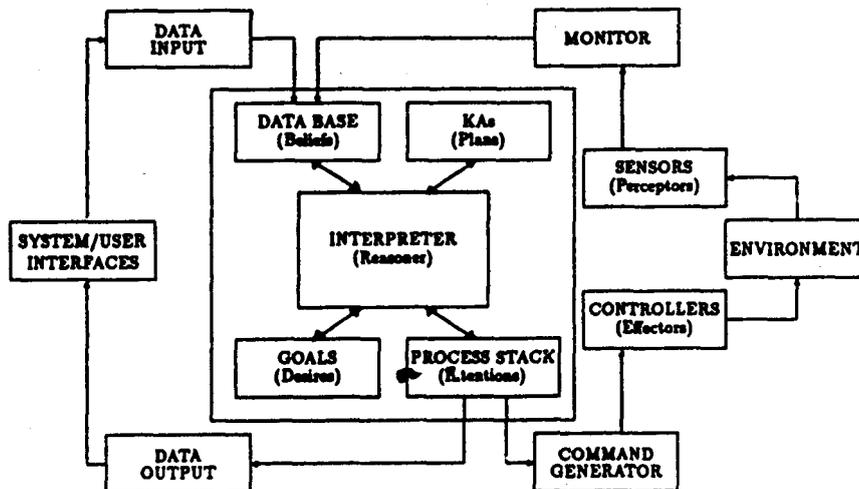 DATA
INPUT
MONITOR
DATA BASE
(Beliefs)
KAs
(Plans)
SENSORS
(Perceptors)
SYSTEM/USER
INTERFACES
INTERPRETER
(Reasoner)
ENVIRONMENT
CONTROLLERS
(Effectors)
GOALS
(Desires)
PROCESS STACK
DATA
OUTPUT
COMMAND
GENERATOR